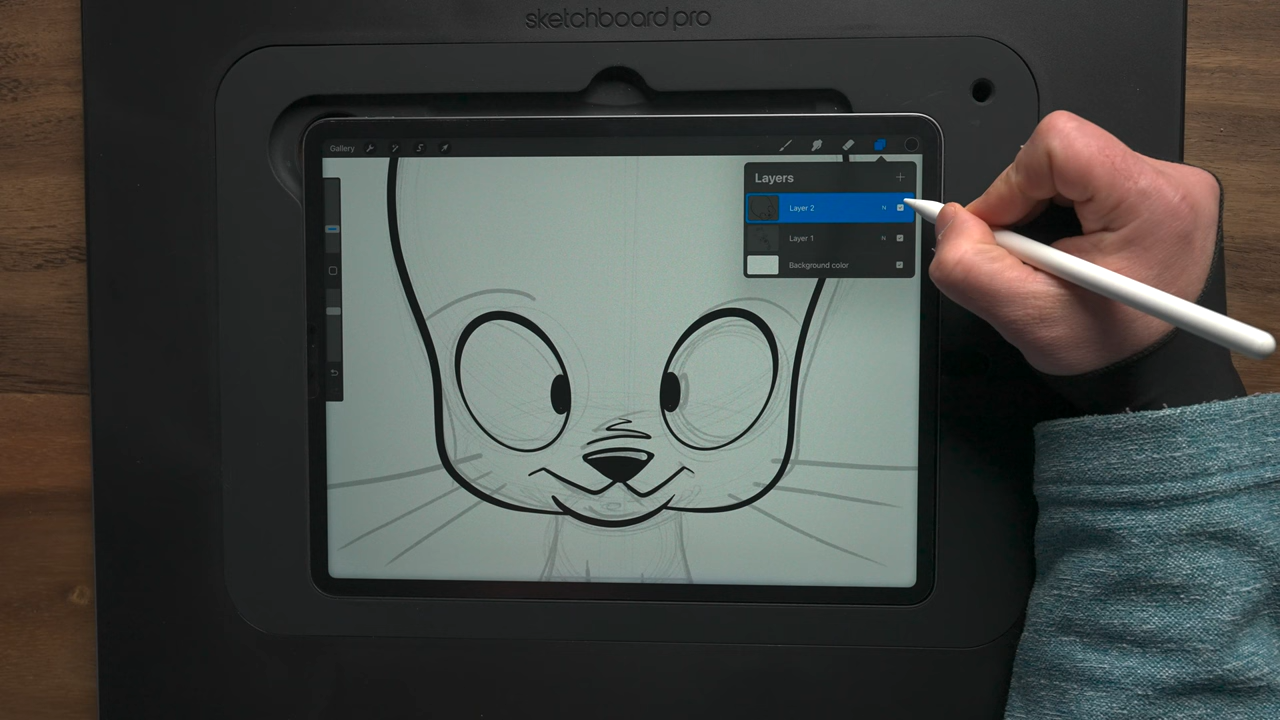 sketchboard pro
Gallery
Layers
Layer 2 N
Layer 1 N
Background color